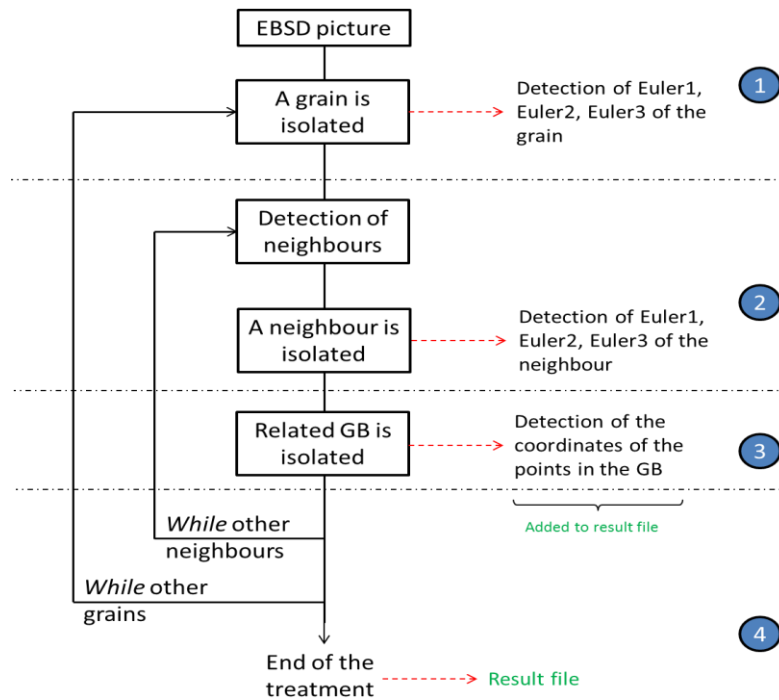 EBSD picture
A grain is
isolated
Detection of Euler1,
Euler2, Euler3 of the
grain
1
Detection of
neighbours
A neighbour is
isolated
Detection of Euler1,
Euler2, Euler3 of the
neighbour
2
Related GB is
isolated
Detection of the
coordinates of the
points in the GB
3
While other
neighbours
Added to result file
While other
grains
End of the
treatment
Result file
4